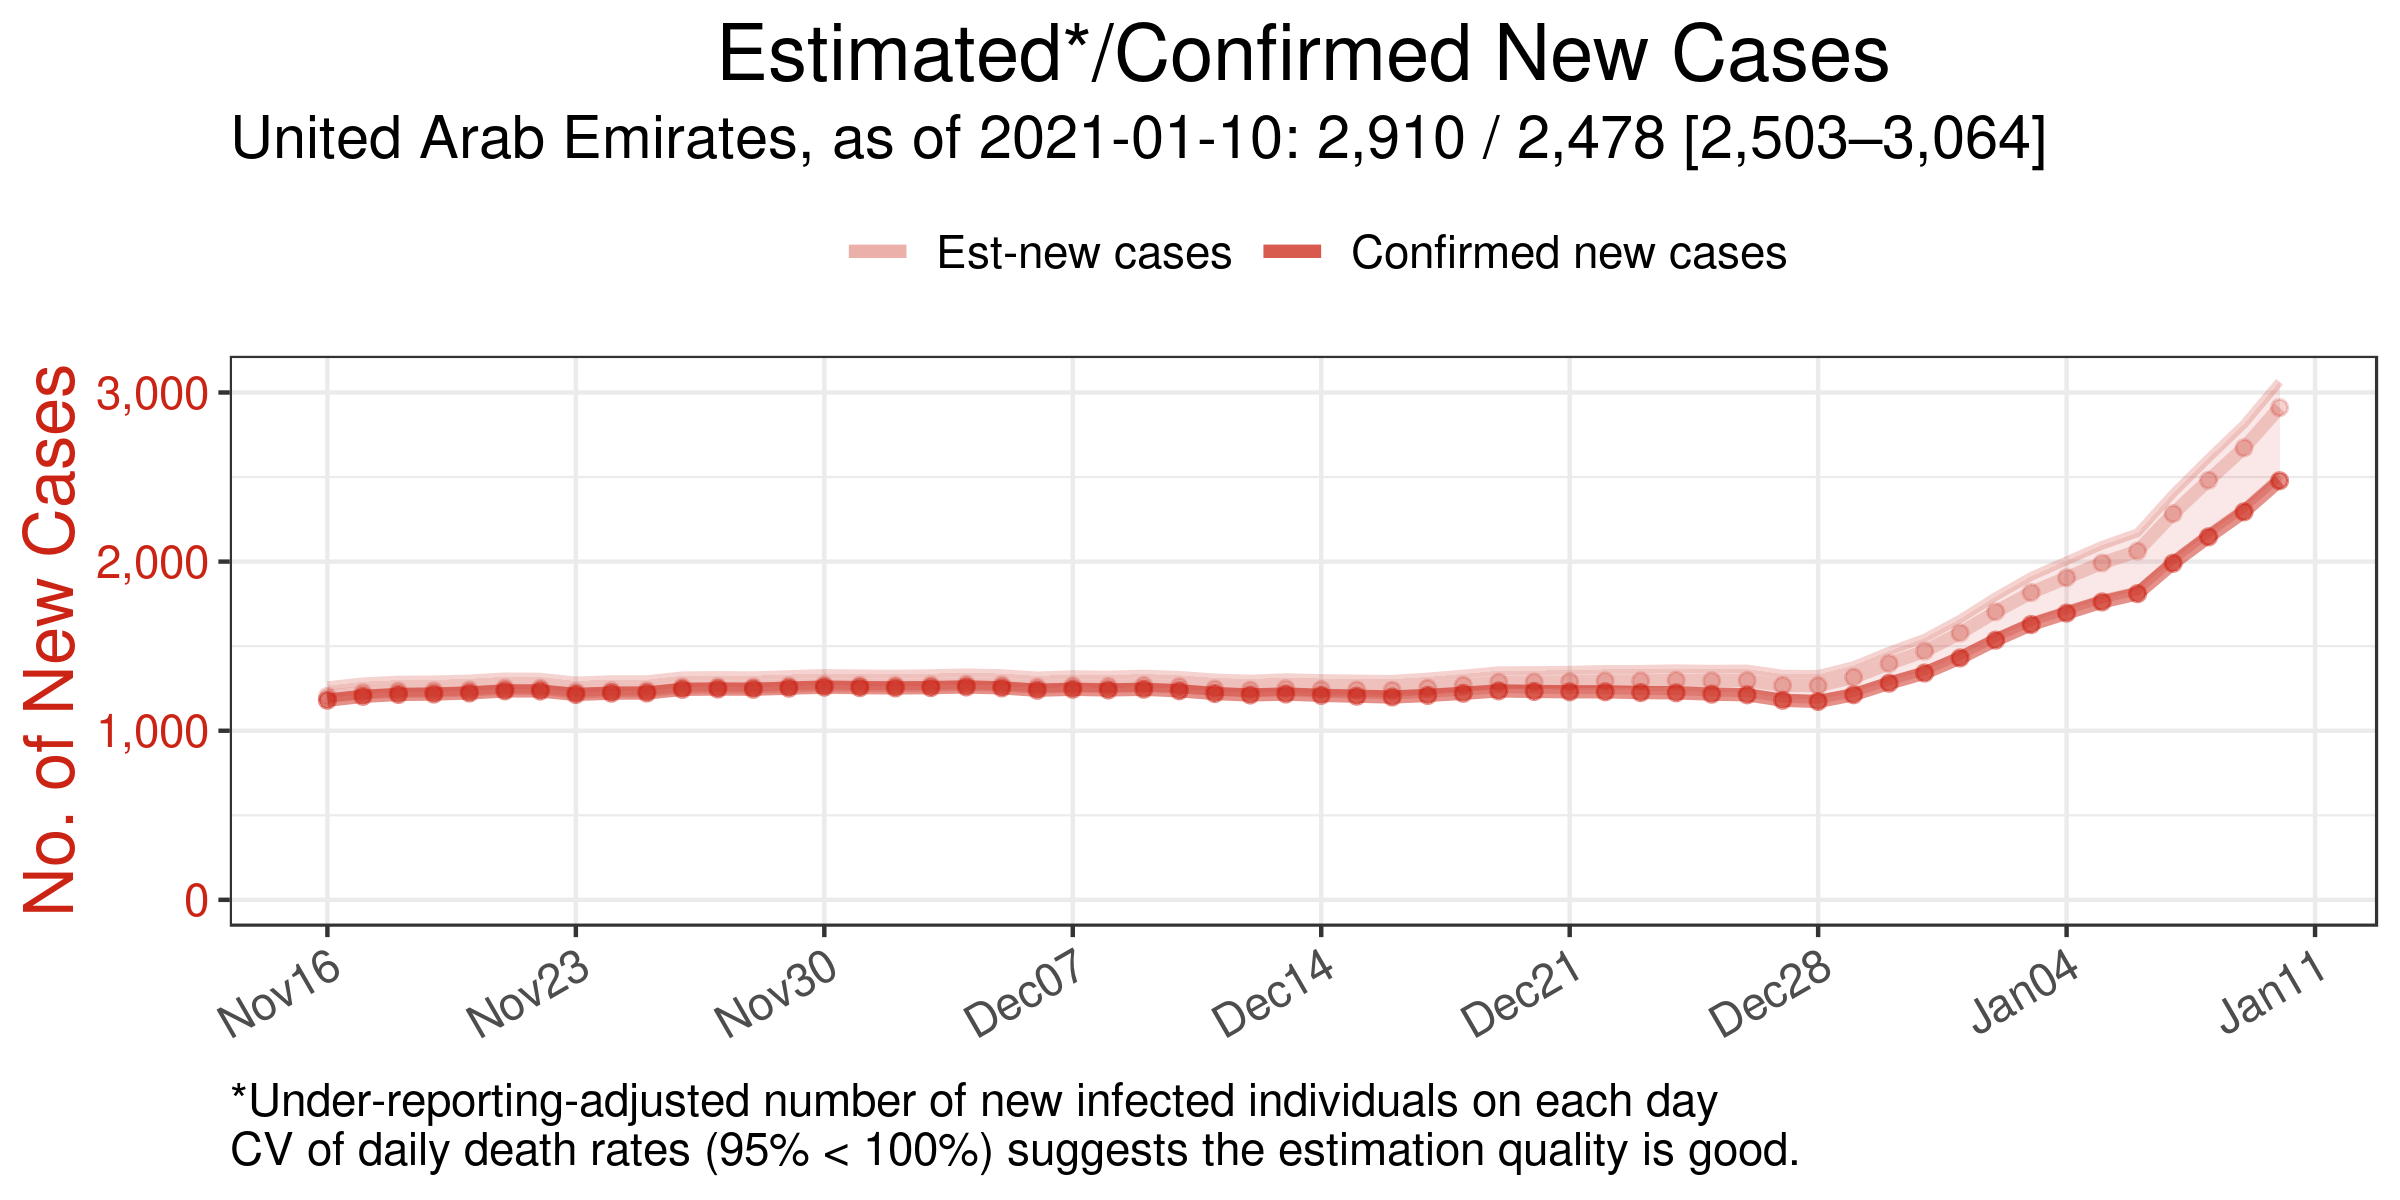 Estimated*/Confirmed New Cases
United Arab Emirates, as of 2021-01-10: 2,910 / 2,478 [2,503–3,064]
Est-new cases Confirmed new cases
No. of New Cases
3,000
2,000
1,000
0
Nov16 Nov23 Nov30 Dec07 Dec14 Dec21 Dec28 Jan04 Jan11
*Under-reporting-adjusted number of new infected individuals on each day
CV of daily death rates (95% < 100%) suggests the estimation quality is good.